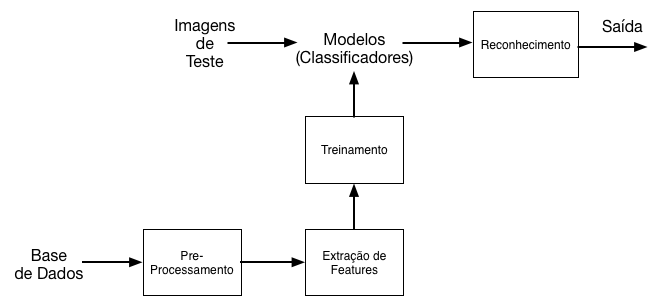 Imagens
de
Teste
Modelos
(Classificadores)
Reconhecimento
Saída
Treinamento
Base
de Dados
Pre-
Processamento
Extração de
Features